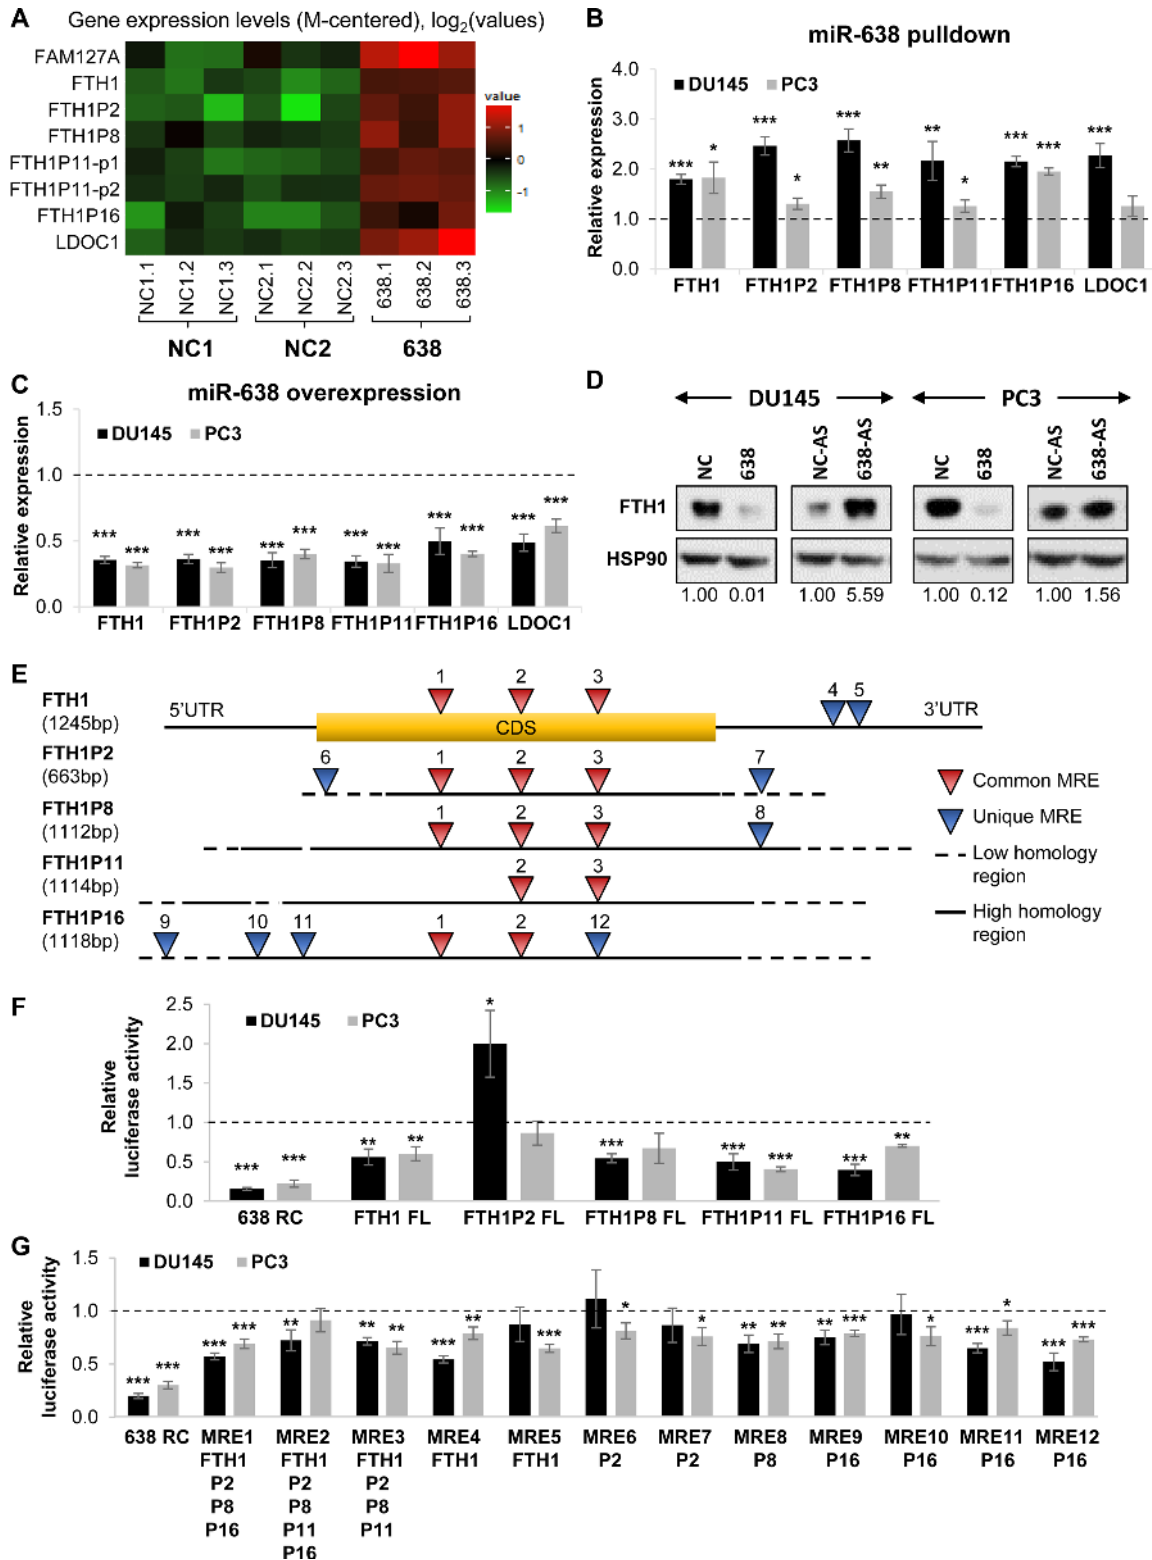 A
Gene expression levels (M-centered), log2(values)
FAM127A
FTH1
FTH1P2
FTH1P8
FTH1P11-p1
FTH1P11-p2
FTH1P16
LDOC1
value
1
0
-1
NC1.1
NC1.2
NC1.3
NC2.1
NC2.2
NC2.3
638.1
638.2
638.3
NC1 NC2 638
B
miR-638 pulldown
DU145 PC3
Relative expression
4.0
3.0
2.0
1.0
0.0
*** * *** * *** ** ** * *** *** ***
FTH1 FTH1P2 FTH1P8 FTH1P11 FTH1P16 LDOC1
C
miR-638 overexpression
DU145 PC3
Relative expression
1.5
1.0
0.5
0.0
*** *** *** *** *** *** *** *** *** *** *** ***
FTH1 FTH1P2 FTH1P8 FTH1P11 FTH1P16 LDOC1
D
DU145 PC3
NC 638 NC-AS 638-AS NC 638 NC-AS 638-AS
FTH1
HSP90
1.00 0.01 1.00 5.59 1.00 0.12 1.00 1.56
E
FTH1
(1245bp)
5'UTR
1 2 3 4 5
CDS
3'UTR
FTH1P2
(663bp)
6 1 2 3 7
FTH1P8
(1112bp)
1 2 3 8
FTH1P11
(1114bp)
2 3
FTH1P16
(1118bp)
9 10 11 1 2 12
Common MRE
Unique MRE
Low homology
region
High homology
region
F
DU145 PC3
Relative
luciferase activity
2.5
2.0
1.5
1.0
0.5
0.0
*** *** ** ** * *** *** *** *** **
638 RC FTH1 FL FTH1P2 FL FTH1P8 FL FTH1P11 FL FTH1P16 FL
G
DU145 PC3
Relative
luciferase activity
1.5
1.0
0.5
0.0
*** *** *** *** ** ** ** *** ** *** * * ** ** ** *** * *** * *** ***
638 RC MRE1 MRE2 MRE3 MRE4 MRE5 MRE6 MRE7 MRE8 MRE9 MRE10 MRE11 MRE12
FTH1 FTH1 FTH1 FTH1 FTH1 P2 P2 P8 P16 P16 P16 P16
P2 P2 P2
P8 P8 P8
P16 P11 P11
P16